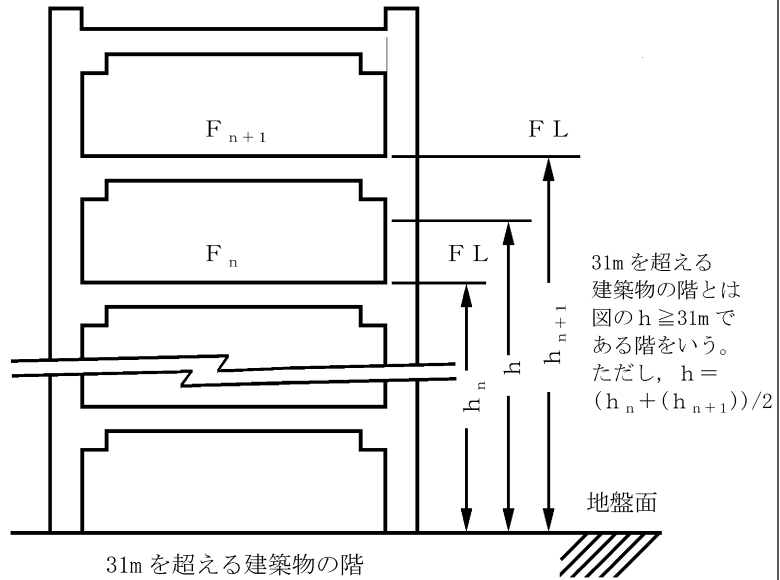 F n+1
FL
F n
FL
h n
h
h n+1
31mを超える
建築物の階とは
図のh≧31mで
ある階をいう。
ただし，h＝
(h n＋(h n+1))/2
地盤面
31mを超える建築物の階